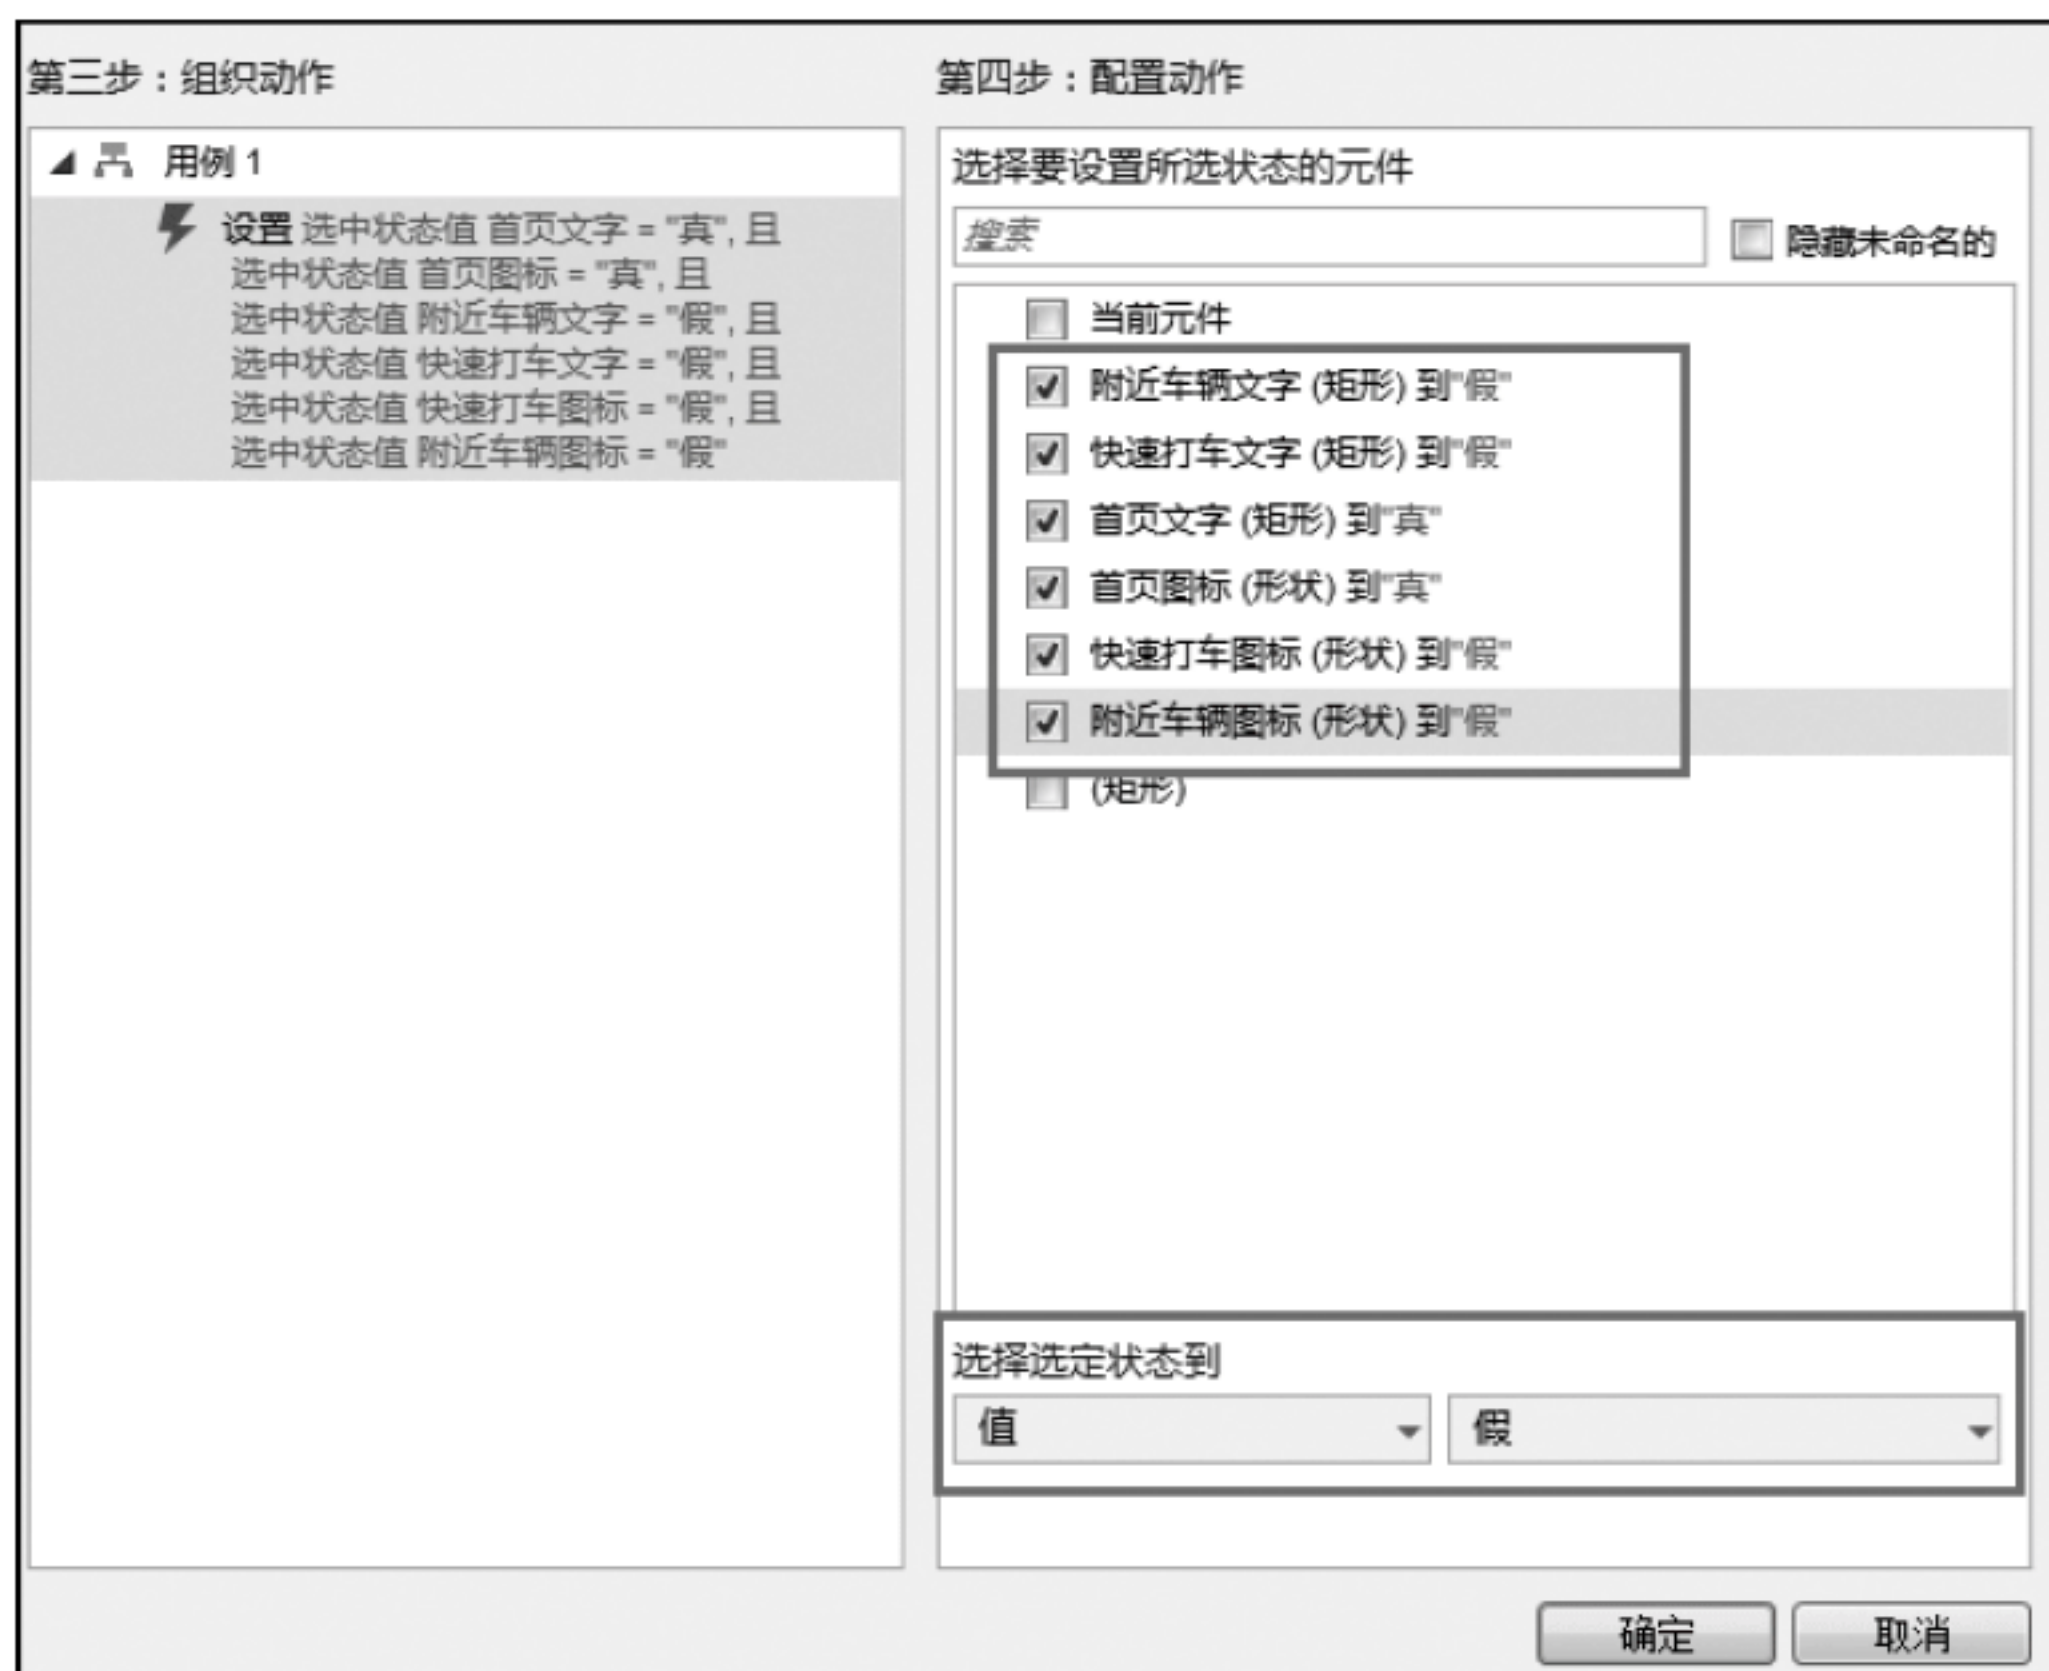 第三步：组织动作
用例 1
设置 选中状态值 首页文字 = "真", 且
选中状态值 首页图标 = "真", 且
选中状态值 附近车辆文字 = "假", 且
选中状态值 快速打车文字 = "假", 且
选中状态值 快速打车图标 = "假", 且
选中状态值 附近车辆图标 = "假"
第四步：配置动作
选择要设置所选状态的元件
搜索
隐藏未命名的
当前元件
附近车辆文字 (矩形) 到"假"
快速打车文字 (矩形) 到"假"
首页文字 (矩形) 到"真"
首页图标 (形状) 到"真"
快速打车图标 (形状) 到"假"
附近车辆图标 (形状) 到"假"
(矩形)
选择选定状态到
值
假
确定
取消